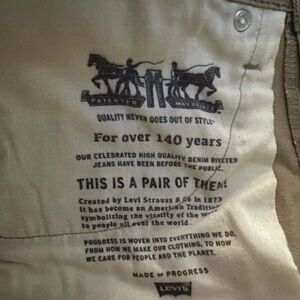 PATENTED MAY 20 1873
QUALITY NEVER GOES OUT OF STYLE
For over 140 years
OUR CELEBRATED HIGH QUALITY DENIM RIVETED
JEANS HAVE BEEN BEFORE THE PUBLIC.
THIS IS A PAIR OF THEM!
Created by Levi Strauss & Co in 1873
it has become an American Tradition
symbolizing the vitality of the West
to people all over the world.
PROGRESS IS WOVEN INTO EVERYTHING WE DO,
FROM HOW WE MAKE OUR CLOTHING, TO HOW
WE CARE FOR PEOPLE AND THE PLANET.
MADE OF PROGRESS
LEVI'S